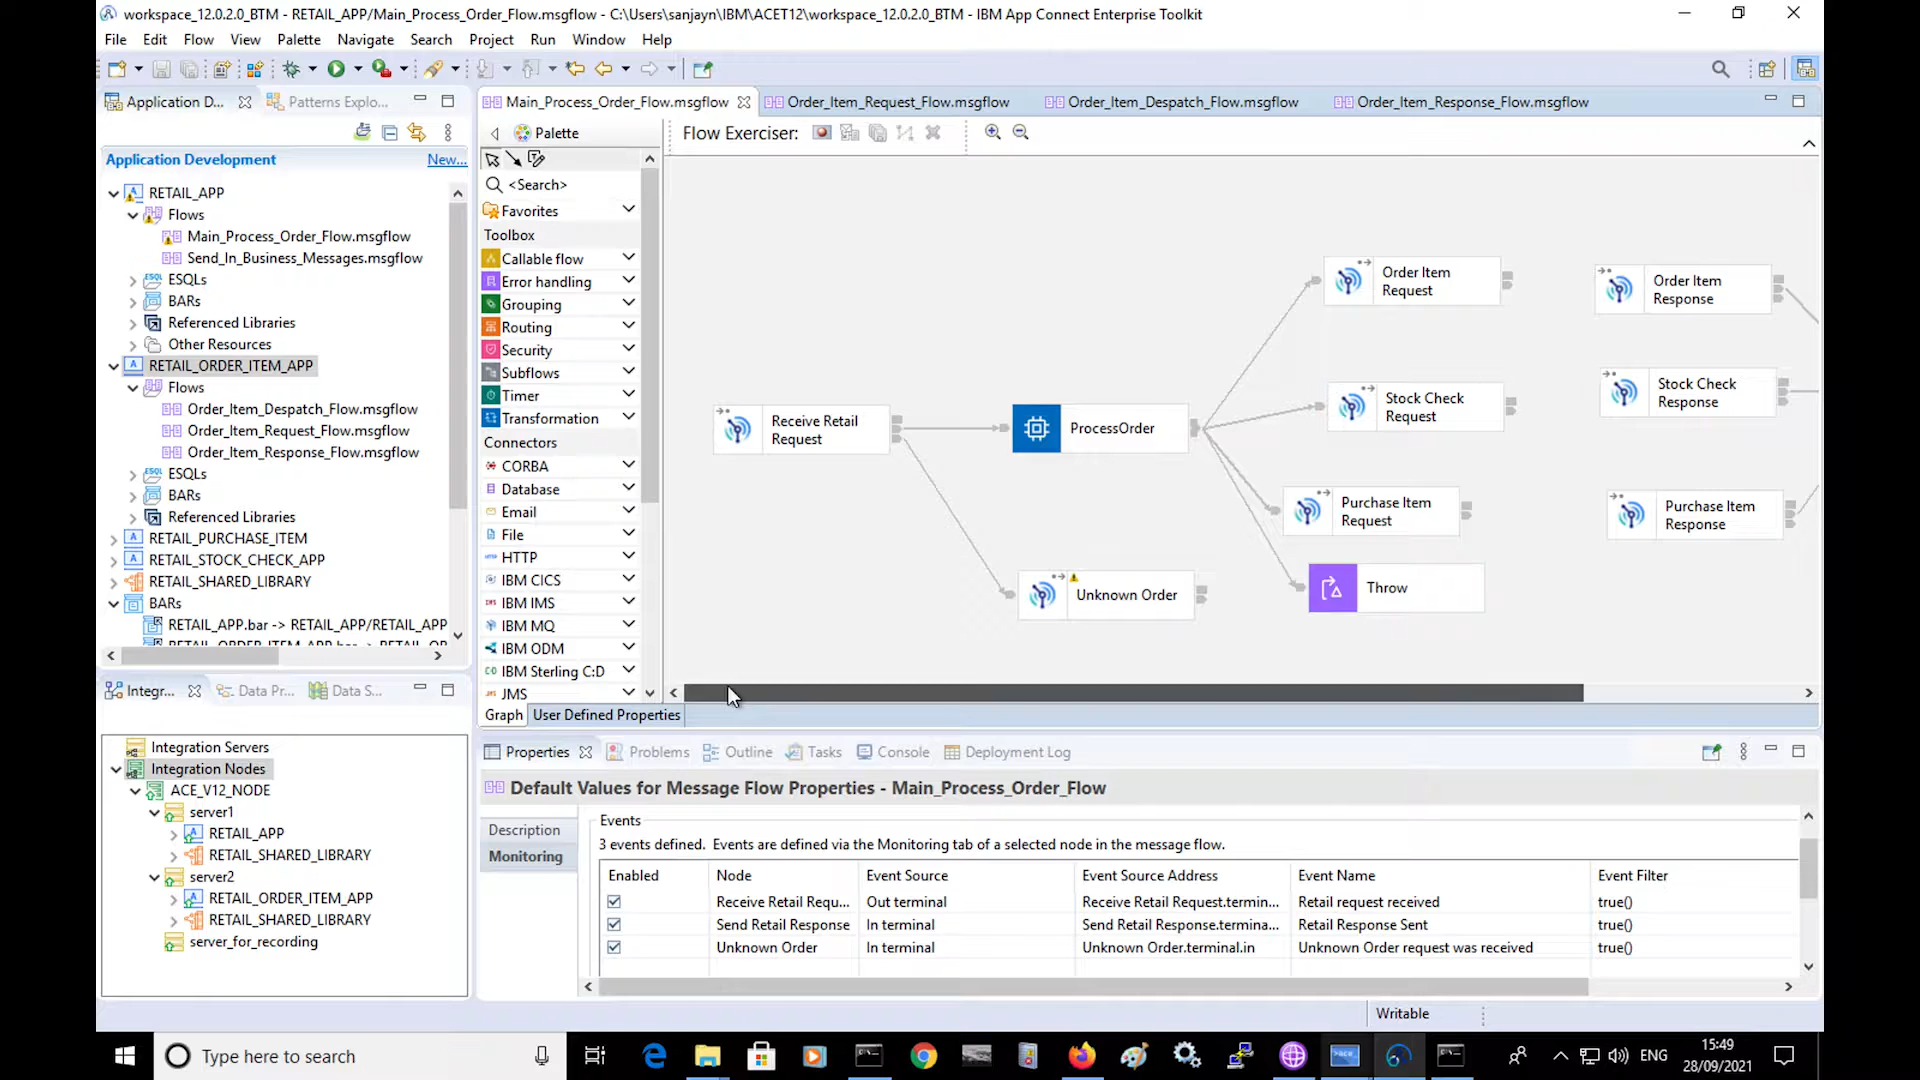 workspace_12.0.2.0_BTM - RETAIL_APP/Main_Process_Order_Flow.msgflow - C:\Users\sanjayn\IBM\ACET12\workspace_12.0.2.0_BTM - IBM App Connect Enterprise Toolkit
File Edit Flow View Palette Navigate Search Project Run Window Help
Application D... Patterns Explo...
Main_Process_Order_Flow.msgflow Order_Item_Request_Flow.msgflow Order_Item_Despatch_Flow.msgflow Order_Item_Response_Flow.msgflow
Application Development New...
RETAIL_APP
Flows
Main_Process_Order_Flow.msgflow
Send_In_Business_Messages.msgflow
ESQLs
BARs
Referenced Libraries
Other Resources
RETAIL_ORDER_ITEM_APP
Flows
Order_Item_Despatch_Flow.msgflow
Order_Item_Request_Flow.msgflow
Order_Item_Response_Flow.msgflow
ESQLs
BARs
Referenced Libraries
RETAIL_PURCHASE_ITEM
RETAIL_STOCK_CHECK_APP
RETAIL_SHARED_LIBRARY
BARs
RETAIL_APP.bar -> RETAIL_APP/RETAIL_APP
Palette
<Search>
Favorites
Toolbox
Callable flow
Error handling
Grouping
Routing
Security
Subflows
Timer
Transformation
Connectors
CORBA
Database
Email
File
HTTP
IBM CICS
IBM IMS
IBM MQ
IBM ODM
IBM Sterling C:D
JMS
Flow Exerciser:
Receive Retail
Request
ProcessOrder
Unknown Order
Order Item
Request
Stock Check
Request
Purchase Item
Request
Throw
Order Item
Response
Stock Check
Response
Purchase Item
Response
Graph User Defined Properties
Integr... Data Pr... Data S...
Integration Servers
Integration Nodes
ACE_V12_NODE
server1
RETAIL_APP
RETAIL_SHARED_LIBRARY
server2
RETAIL_ORDER_ITEM_APP
RETAIL_SHARED_LIBRARY
server_for_recording
Properties Problems Outline Tasks Console Deployment Log
Default Values for Message Flow Properties - Main_Process_Order_Flow
Description
Monitoring
Events
3 events defined. Events are defined via the Monitoring tab of a selected node in the message flow.
Enabled Node Event Source Event Source Address Event Name Event Filter
Receive Retail Requ... Out terminal Receive Retail Request.termin... Retail request received true()
Send Retail Response In terminal Send Retail Response.termina... Retail Response Sent true()
Unknown Order In terminal Unknown Order.terminal.in Unknown Order request was received true()
Writable
Type here to search
ENG
15:49
28/09/2021